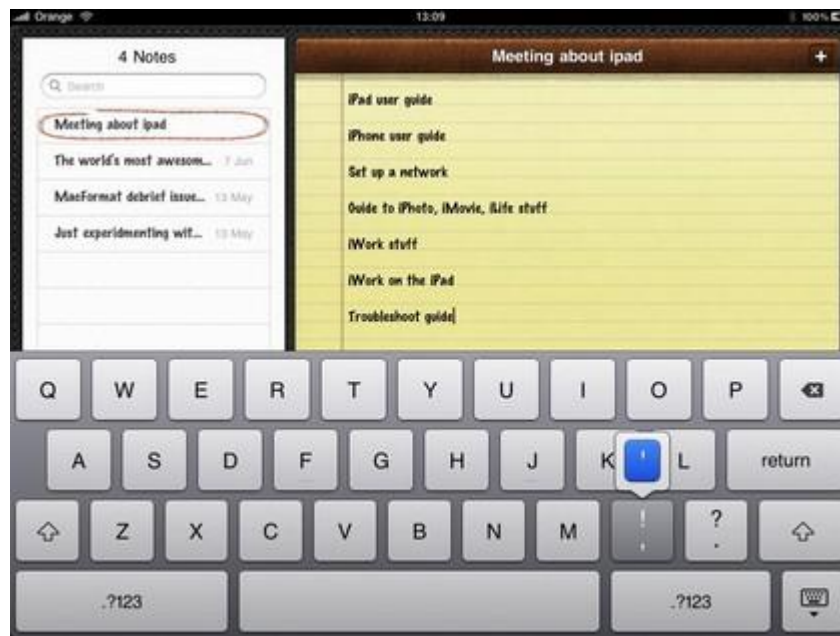 Orange
13:09
100%
4 Notes
Meeting about ipad
+
Search
Meeting about ipad
The world's most awesom... 7 Jun
MacFormat debrief issue... 13 May
Just experidmenting wit... 13 May
iPad user guide
iPhone user guide
Set up a network
Guide to iPhoto, iMovie, iLife stuff
iWork stuff
iWork on the iPad
Troubleshoot guide
Q W E R T Y U I O P
A S D F G H J K ' L return
Z X C V B N M ! , ? .
.?123 .?123